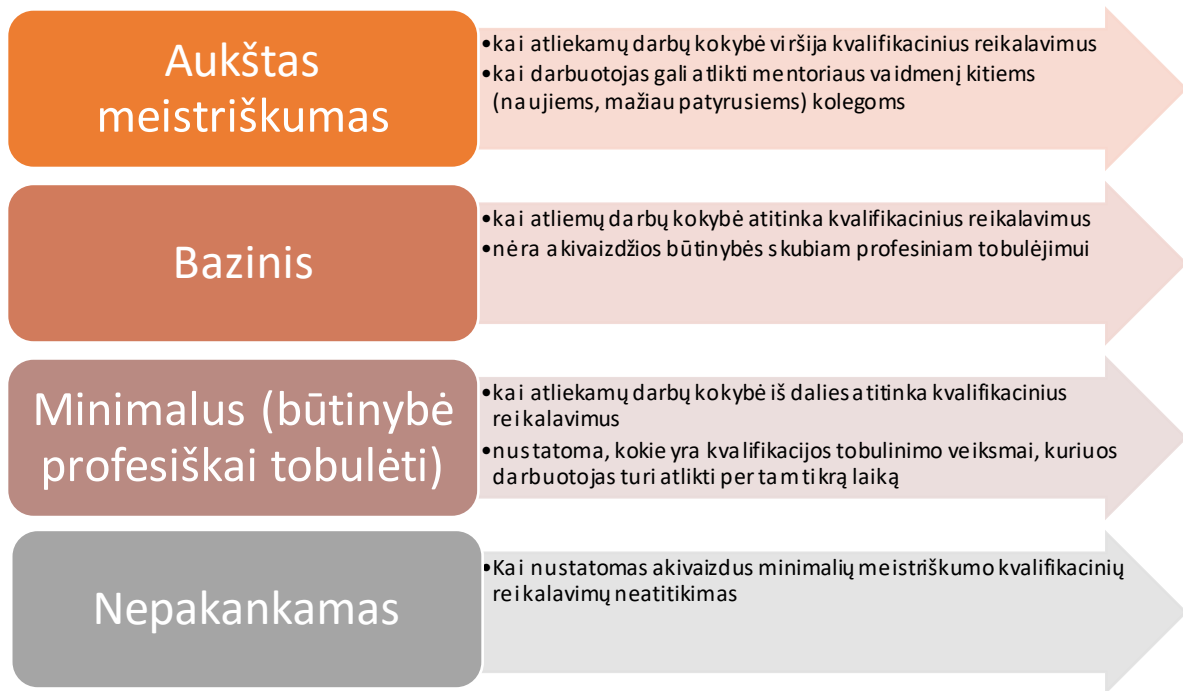 Aukštas
meistriškumas
•kai atliekamų darbų kokybė viršija kvalifikacinius reikalavimus
•kai darbuotojas gali atlikti mentoriaus vaidmenį kitiems
(naujiems, mažiau patyrusiems) kolegoms
Bazinis
•kai atliemų darbų kokybė atitinka kvalifikacinius reikalavimus
•nėra akivaizdžios būtinybės skubiam profesiniam tobulėjimui
Minimalus (būtinybė
profesiškai tobulėti)
•kai atliekamų darbų kokybė iš dalies atitinka kvalifikacinius
reikalavimus
•nustatoma, kokie yra kvalifikacijos tobulinimo veiksmai, kuriuos
darbuotojas turi atlikti per tam tikrą laiką
Nepakankamas
•Kai nustatomas akivaizdus minimalių meistriškumo kvalifikacinių
reikalavimų neatitikimas